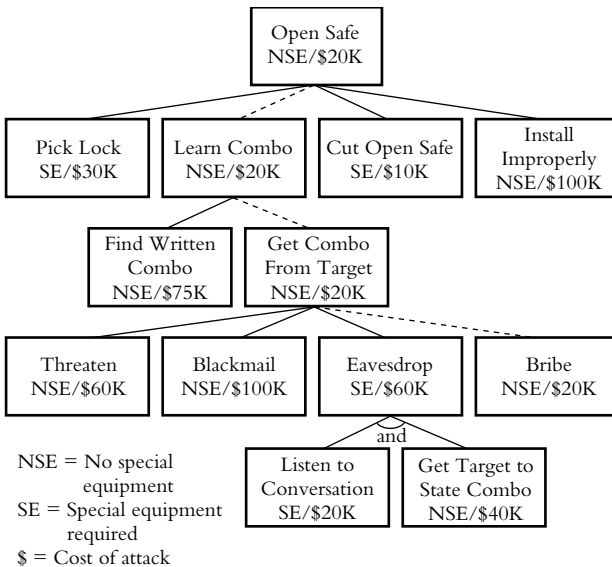 Open Safe
NSE/$20K
Pick Lock
SE/$30K
Learn Combo
NSE/$20K
Cut Open Safe
SE/$10K
Install
Improperly
NSE/$100K
Find Written
Combo
NSE/$75K
Get Combo
From Target
NSE/$20K
Threaten
NSE/$60K
Blackmail
NSE/$100K
Eavesdrop
SE/$60K
Bribe
NSE/$20K
and
Listen to
Conversation
SE/$20K
Get Target to
State Combo
NSE/$40K
NSE = No special
equipment
SE = Special equipment
required
$ = Cost of attack